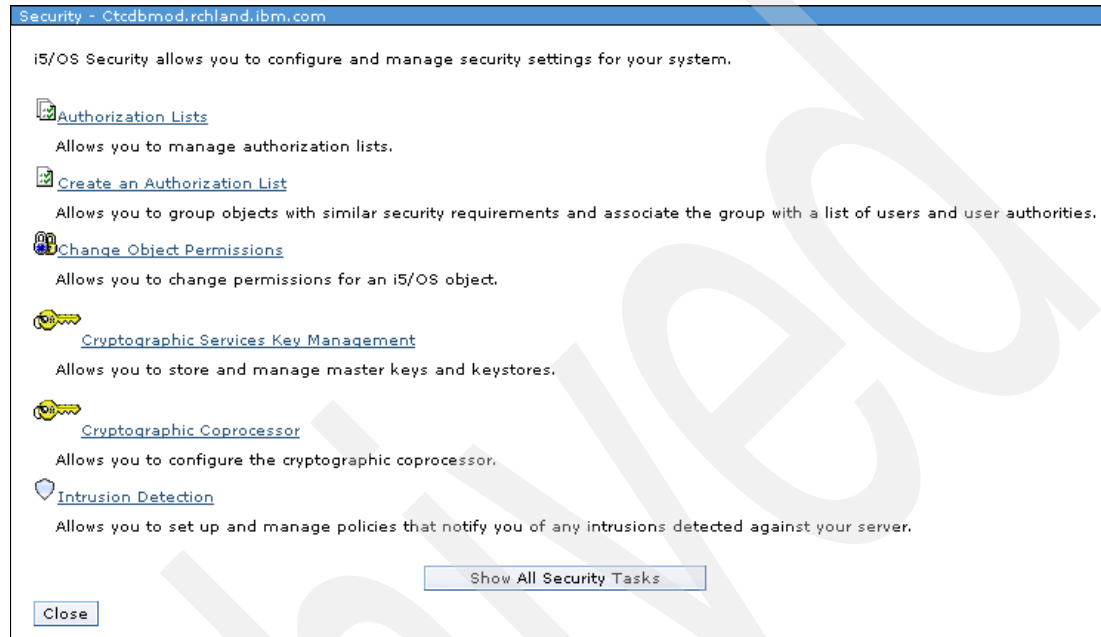 Security - Ctcdbmod.rchland.ibm.com
i5/OS Security allows you to configure and manage security settings for your system.
Authorization Lists
Allows you to manage authorization lists.
Create an Authorization List
Allows you to group objects with similar security requirements and associate the group with a list of users and user authorities.
Change Object Permissions
Allows you to change permissions for an i5/OS object.
Cryptographic Services Key Management
Allows you to store and manage master keys and keystores.
Cryptographic Coprocessor
Allows you to configure the cryptographic coprocessor.
Intrusion Detection
Allows you to set up and manage policies that notify you of any intrusions detected against your server.
Show All Security Tasks
Close